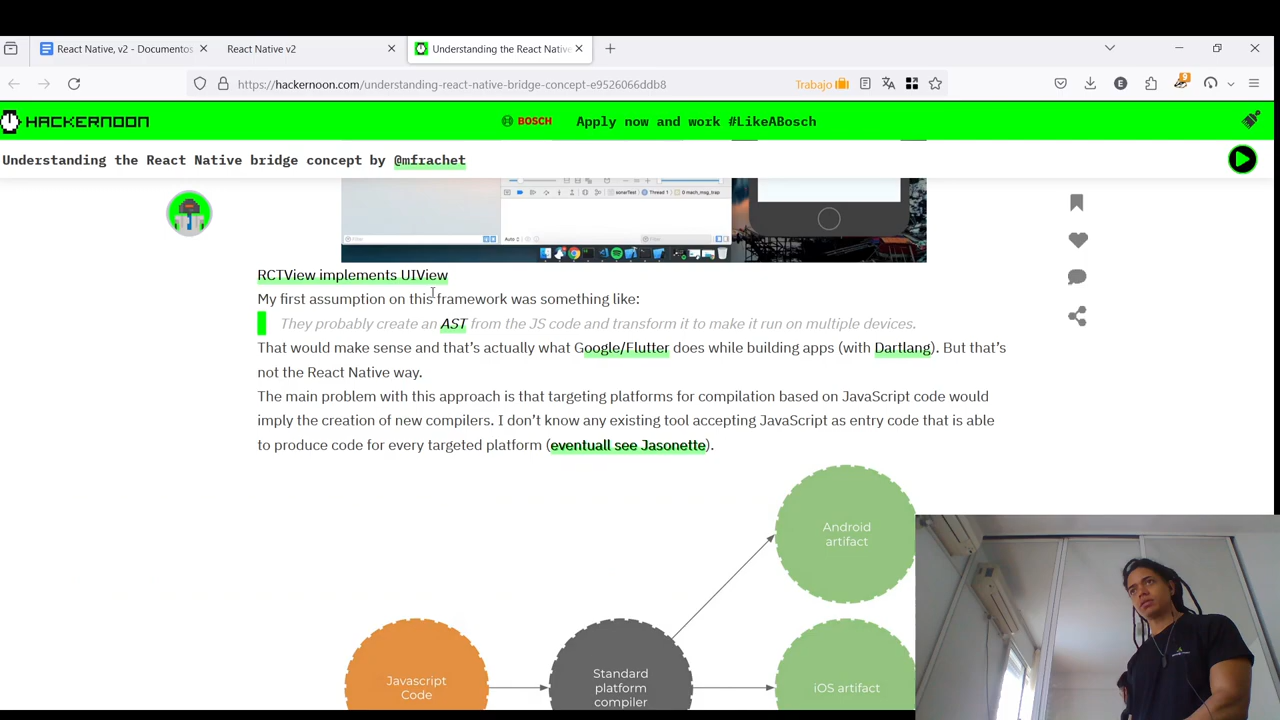 React Native, v2 - Documentos
React Native v2
Understanding the React Native
https://hackernoon.com/understanding-react-native-bridge-concept-e9526066ddb8
Trabajo
E
9
HACKERNOON
BOSCH
Apply now and work #LikeABosch
Understanding the React Native bridge concept by @mfrachet
Thread 1
0 mach_msg_trap
Auto
RCTView implements UIView
My first assumption on this framework was something like:
They probably create an AST from the JS code and transform it to make it run on multiple devices.
That would make sense and that’s actually what Google/Flutter does while building apps (with Dartlang). But that’s
not the React Native way.
The main problem with this approach is that targeting platforms for compilation based on JavaScript code would
imply the creation of new compilers. I don’t know any existing tool accepting JavaScript as entry code that is able
to produce code for every targeted platform (eventuall see Jasonette).
Android
artifact
Javascript
Code
Standard
platform
compiler
iOS artifact